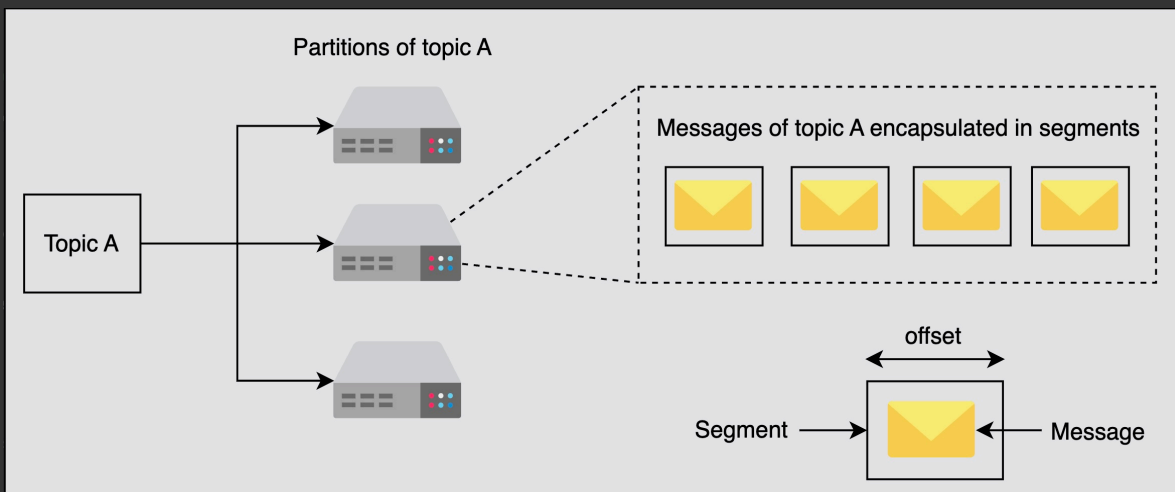 Partitions of topic A
Topic A
Messages of topic A encapsulated in segments
offset
Segment
Message